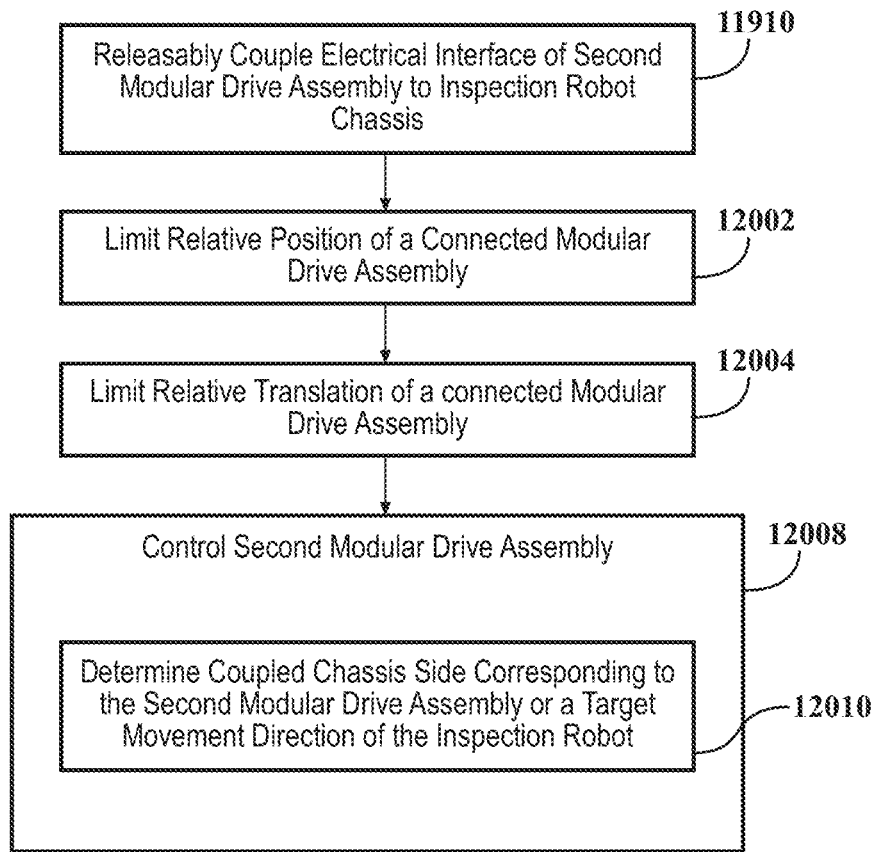 11910
Releasably Couple Electrical Interface of Second
Modular Drive Assembly to Inspection Robot
Chassis
12002
Limit Relative Position of a Connected Modular
Drive Assembly
12004
Limit Relative Translation of a connected Modular
Drive Assembly
12008
Control Second Modular Drive Assembly
Determine Coupled Chassis Side Corresponding to
the Second Modular Drive Assembly or a Target
Movement Direction of the Inspection Robot
12010